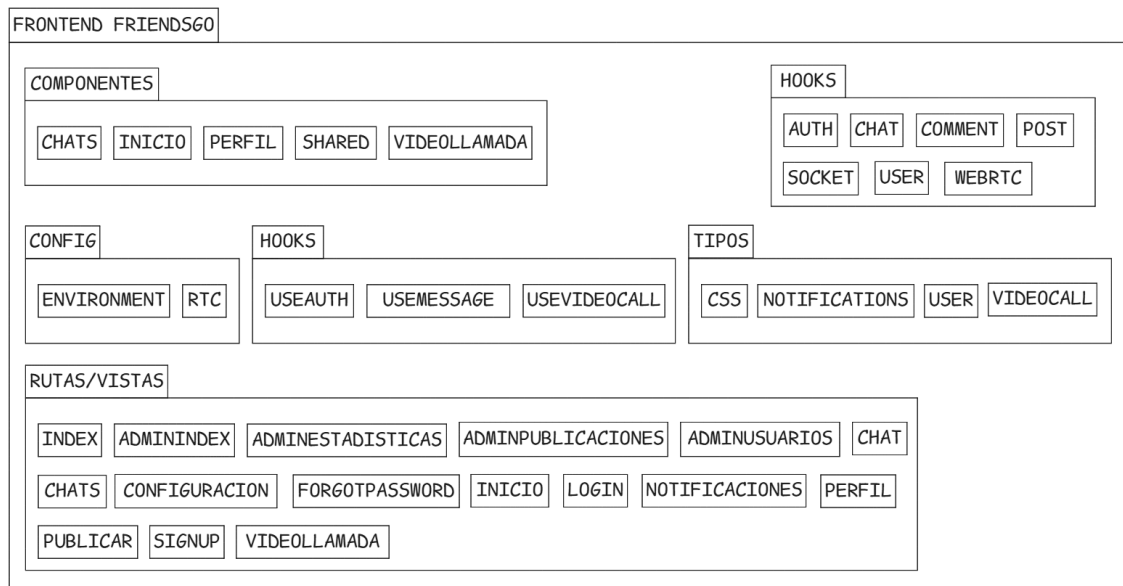 FRONTEND FRIENDSGO
COMPONENTES
CHATS INICIO PERFIL SHARED VIDEOLLAMADA
HOOKS
AUTH CHAT COMMENT POST
SOCKET USER WEBRTC
CONFIG
ENVIRONMENT RTC
HOOKS
USEAUTH USEMESSAGE USEVIDEOCALL
TIPOS
CSS NOTIFICATIONS USER VIDEOCALL
RUTAS/VISTAS
INDEX ADMININDEX ADMINESTADISTICAS ADMINPUBLICACIONES ADMINUSUARIOS CHAT
CHATS CONFIGURACION FORGOTPASSWORD INICIO LOGIN NOTIFICACIONES PERFIL
PUBLICAR SIGNUP VIDEOLLAMADA